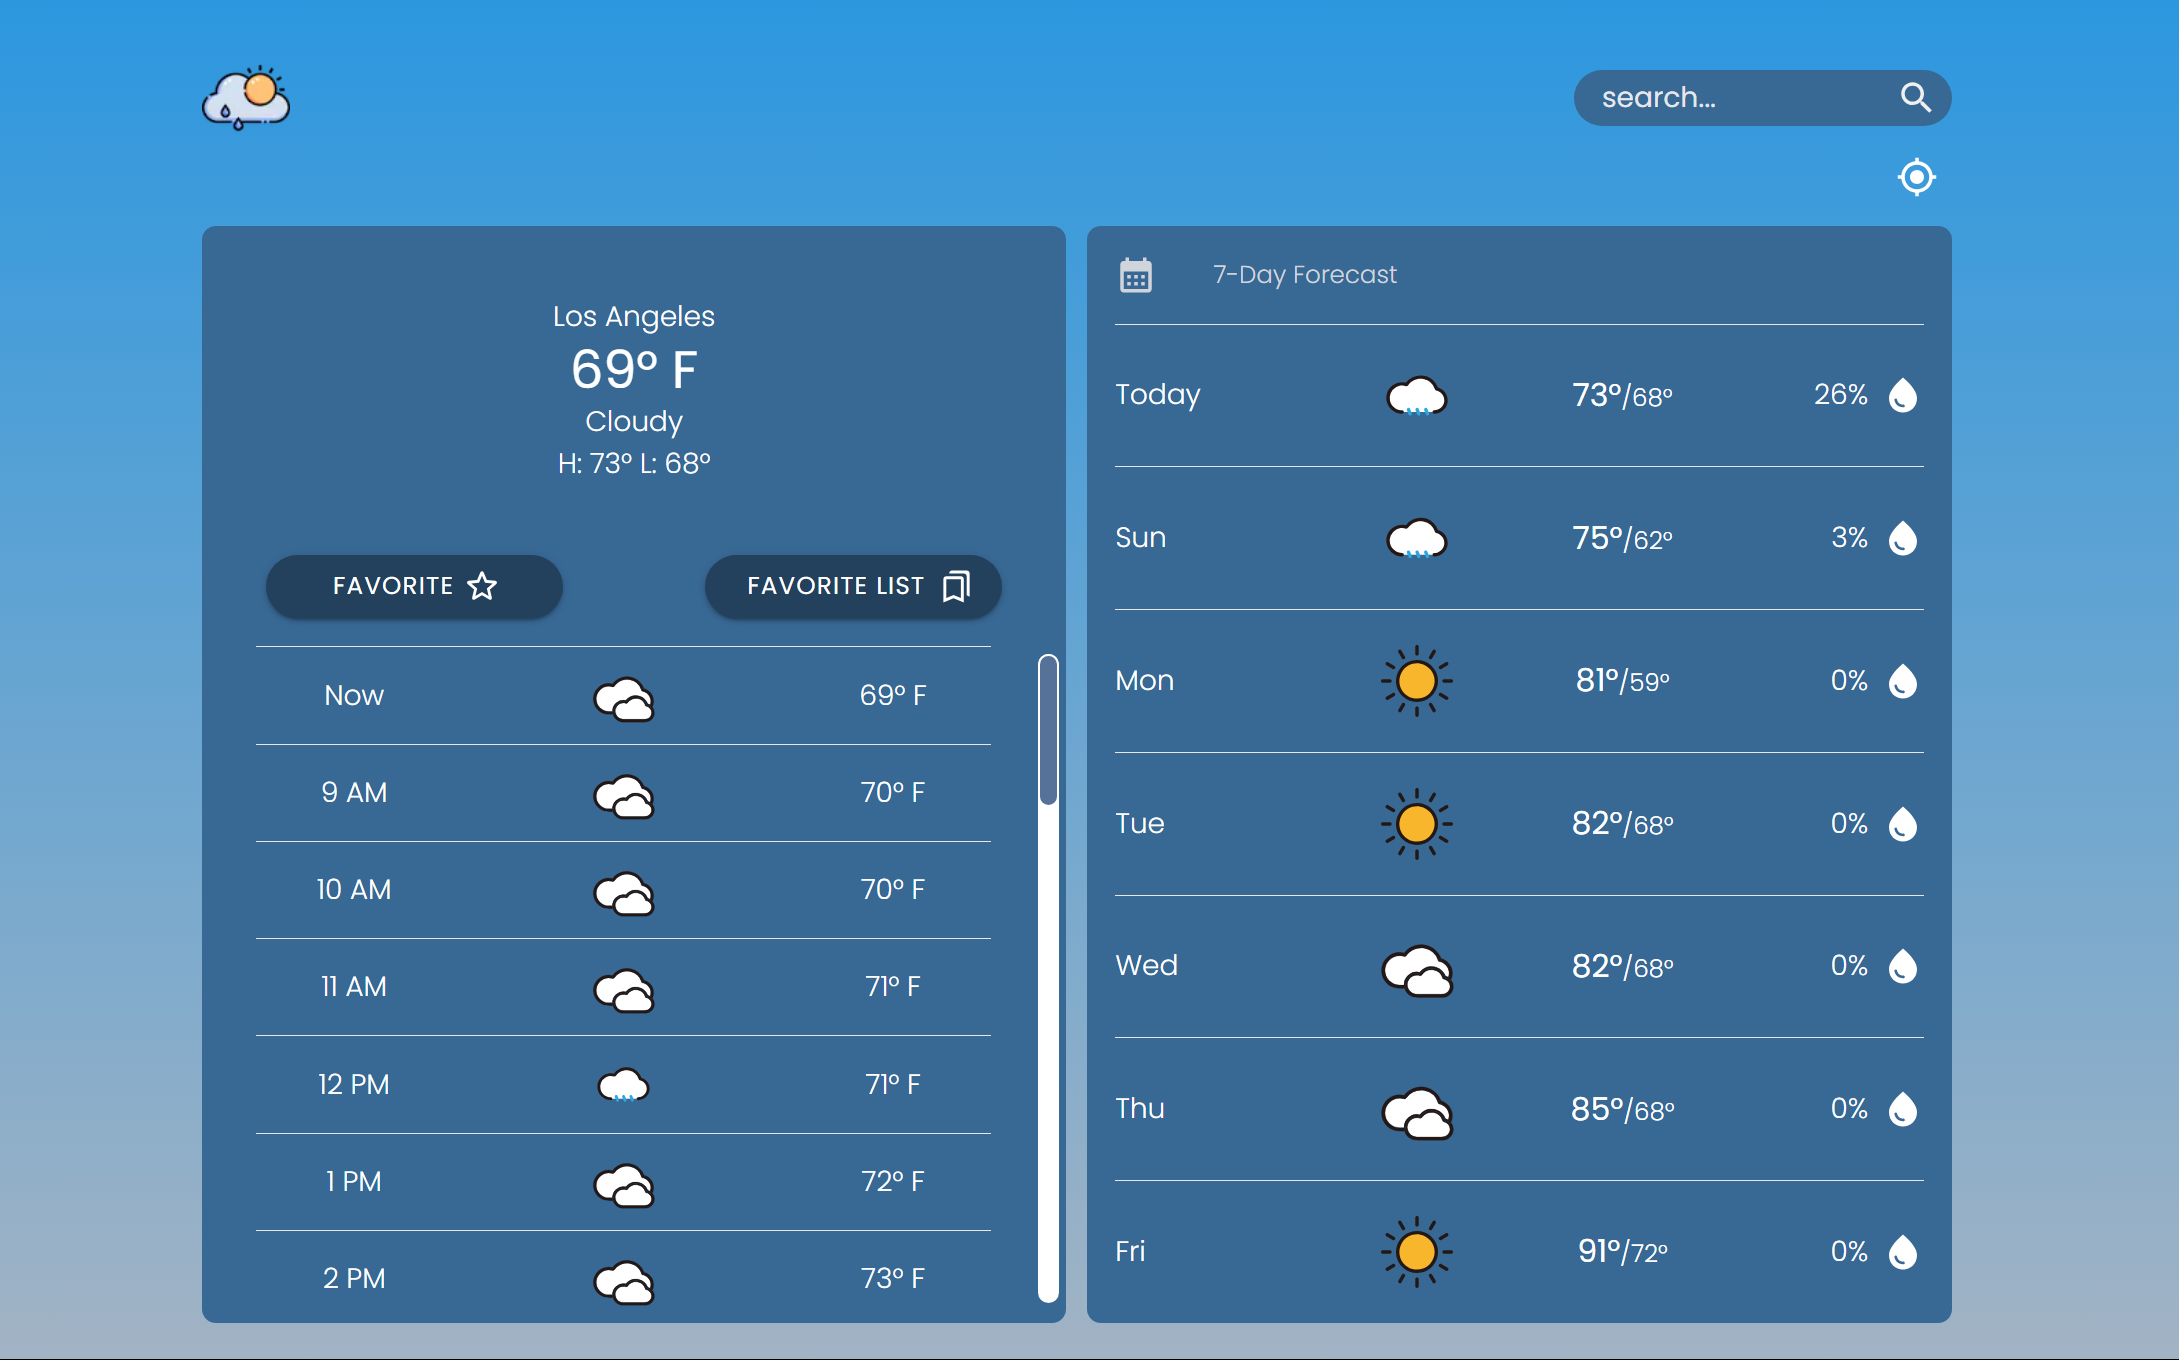 search...
Los Angeles
69° F
Cloudy
H: 73° L: 68°
FAVORITE
FAVORITE LIST
Now 69° F
9 AM 70° F
10 AM 70° F
11 AM 71° F
12 PM 71° F
1 PM 72° F
2 PM 73° F
7-Day Forecast
Today 73°/68° 26%
Sun 75°/62° 3%
Mon 81°/59° 0%
Tue 82°/68° 0%
Wed 82°/68° 0%
Thu 85°/68° 0%
Fri 91°/72° 0%